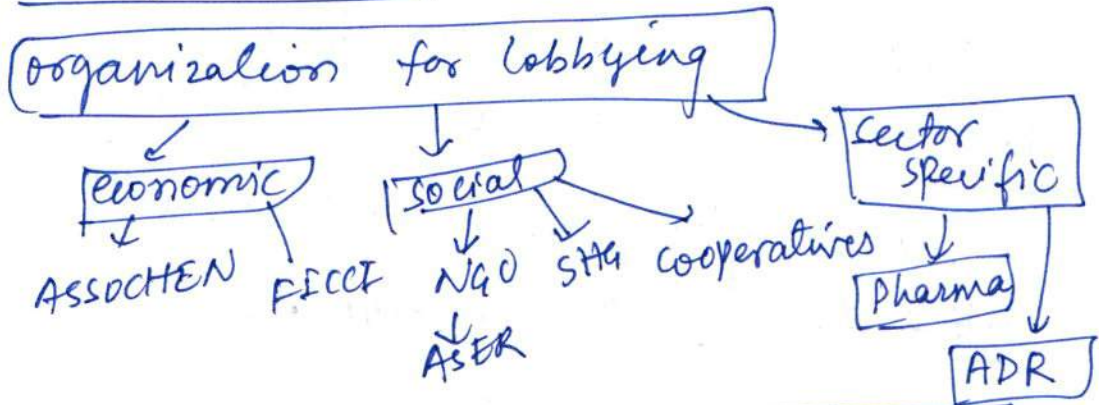 organization for lobbying
economic
social
sector
specific
ASSOCHEN FICCI NGO SHG cooperatives
Pharma
ASER
ADR